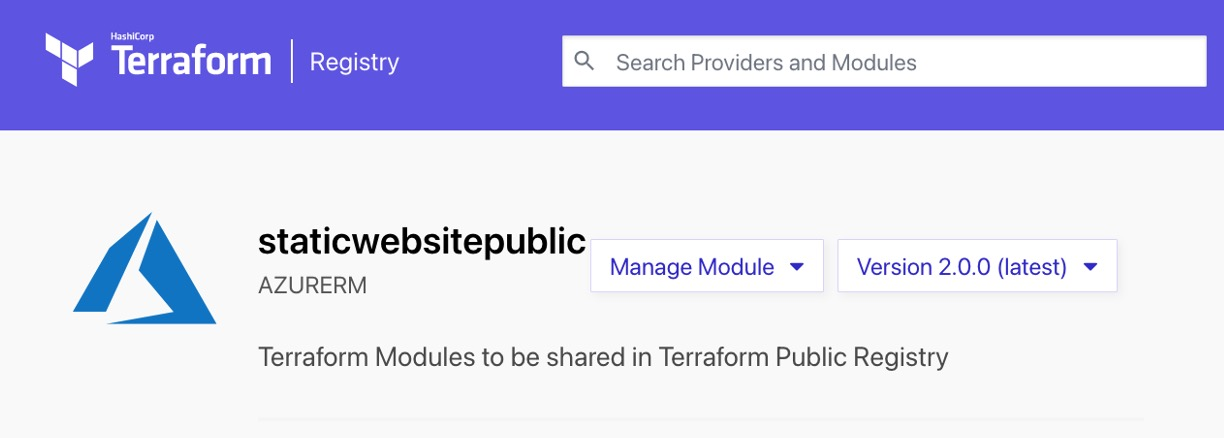 HashiCorp
Terraform
Registry
Search Providers and Modules
staticwebsitepublic
AZURERM
Manage Module
Version 2.0.0 (latest)
Terraform Modules to be shared in Terraform Public Registry